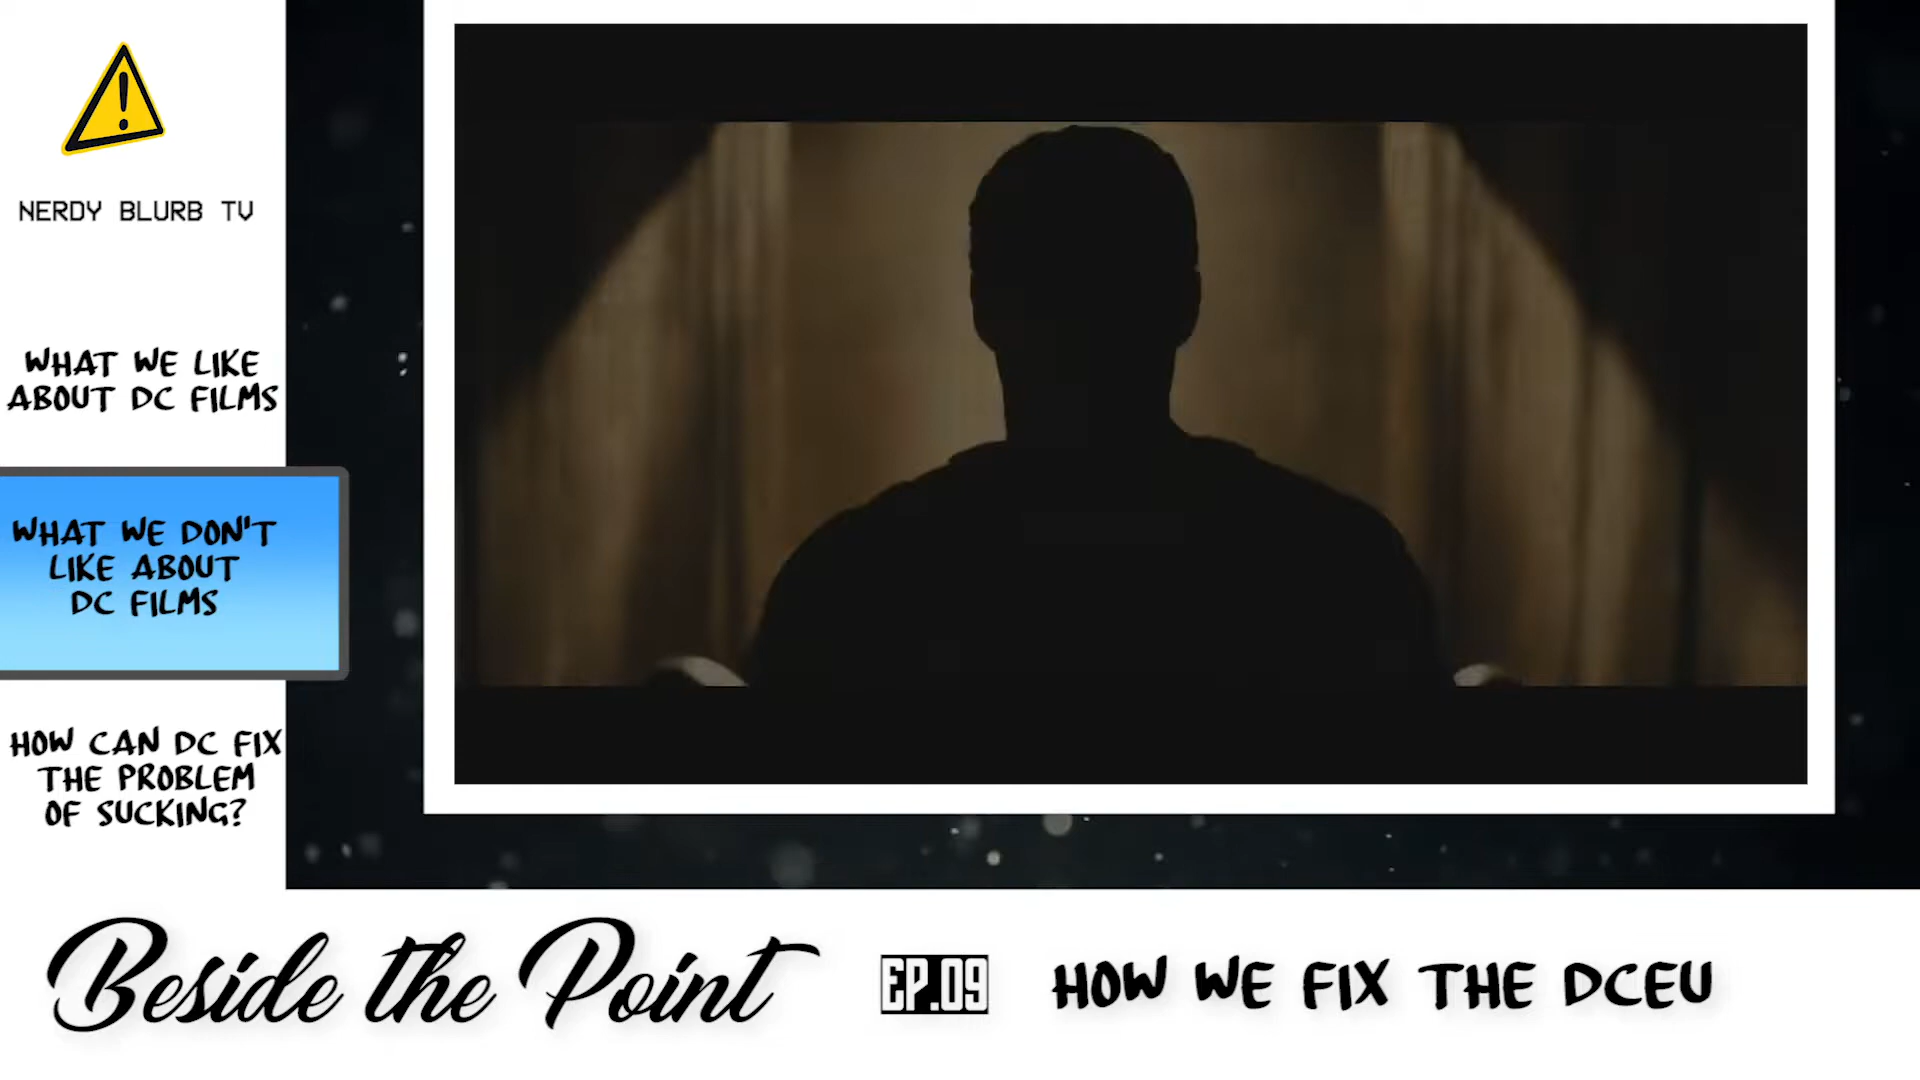 !
NERDY BLURB TV
WHAT WE LIKE
ABOUT DC FILMS
WHAT WE DON'T
LIKE ABOUT
DC FILMS
HOW CAN DC FIX
THE PROBLEM
OF SUCKING?
Beside the Point
EP.09
HOW WE FIX THE DCEU